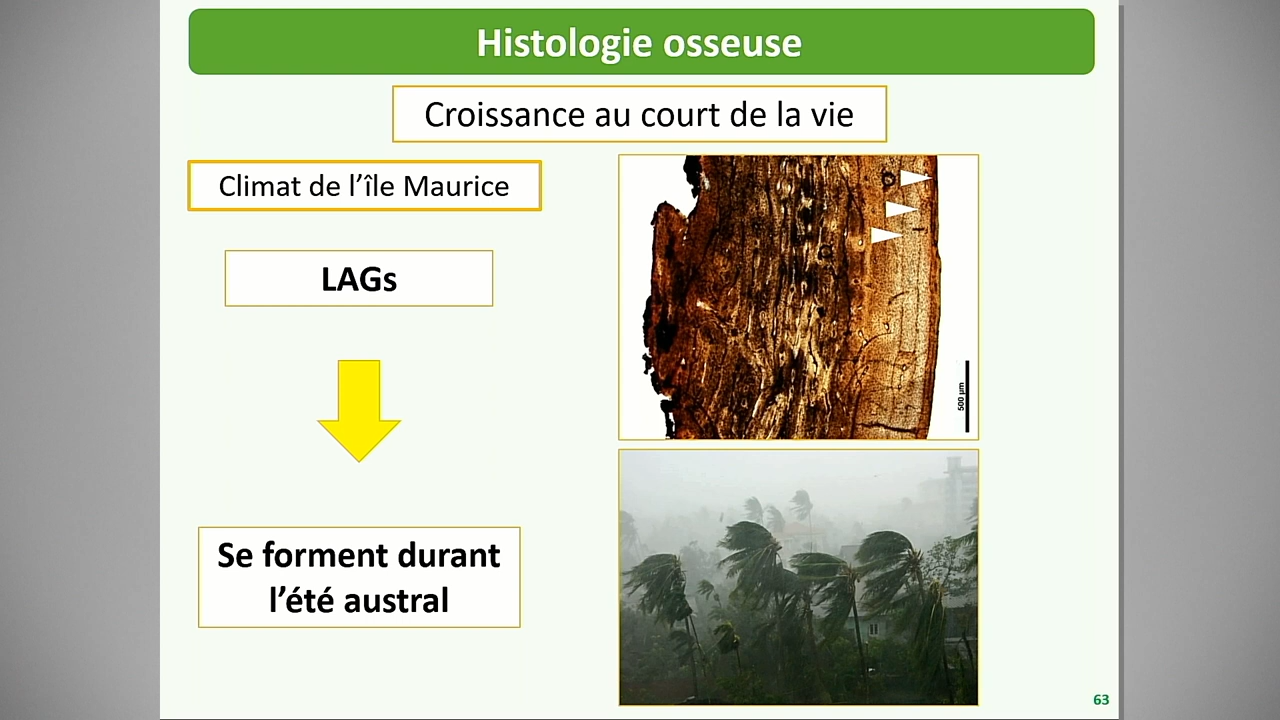 Histologie osseuse
Croissance au court de la vie
Climat de l'île Maurice
LAGs
Se forment durant
l'été austral
500 µm
63